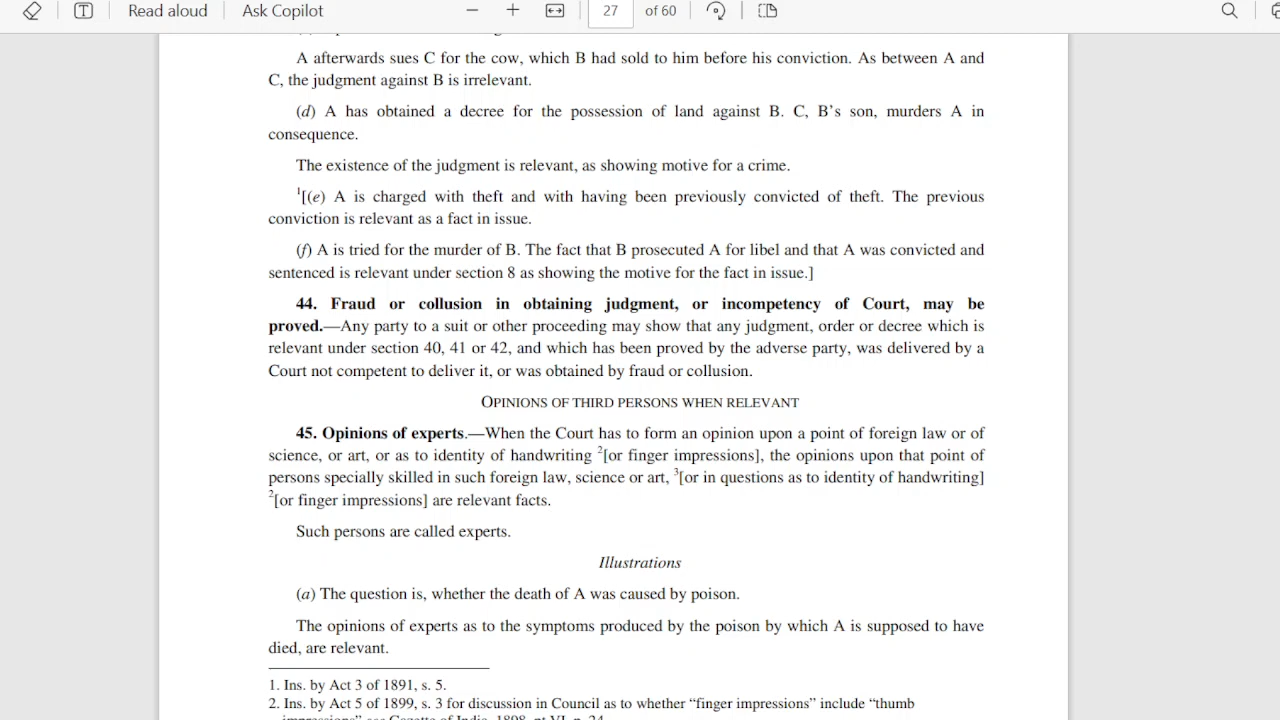 Read aloud Ask Copilot 27 of 60
A afterwards sues C for the cow, which B had sold to him before his conviction. As between A and
C, the judgment against B is irrelevant.
(d) A has obtained a decree for the possession of land against B. C, B’s son, murders A in
consequence.
The existence of the judgment is relevant, as showing motive for a crime.
1[(e) A is charged with theft and with having been previously convicted of theft. The previous
conviction is relevant as a fact in issue.
(f) A is tried for the murder of B. The fact that B prosecuted A for libel and that A was convicted and
sentenced is relevant under section 8 as showing the motive for the fact in issue.]
44. Fraud or collusion in obtaining judgment, or incompetency of Court, may be
proved.—Any party to a suit or other proceeding may show that any judgment, order or decree which is
relevant under section 40, 41 or 42, and which has been proved by the adverse party, was delivered by a
Court not competent to deliver it, or was obtained by fraud or collusion.
OPINIONS OF THIRD PERSONS WHEN RELEVANT
45. Opinions of experts.—When the Court has to form an opinion upon a point of foreign law or of
science, or art, or as to identity of handwriting 2[or finger impressions], the opinions upon that point of
persons specially skilled in such foreign law, science or art, 3[or in questions as to identity of handwriting]
2[or finger impressions] are relevant facts.
Such persons are called experts.
Illustrations
(a) The question is, whether the death of A was caused by poison.
The opinions of experts as to the symptoms produced by the poison by which A is supposed to have
died, are relevant.
1. Ins. by Act 3 of 1891, s. 5.
2. Ins. by Act 5 of 1899, s. 3 for discussion in Council as to whether “finger impressions” include “thumb